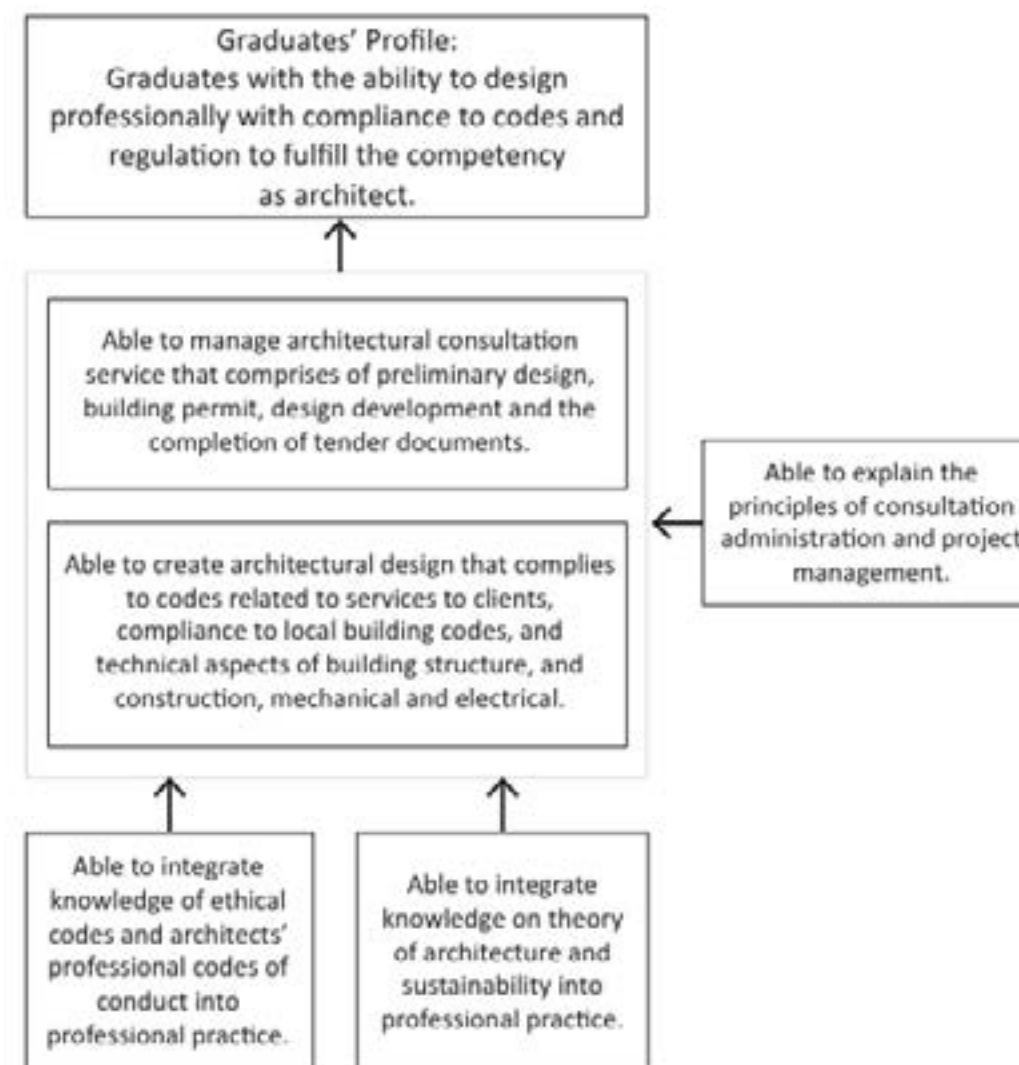 Graduates' Profile:
Graduates with the ability to design
professionally with compliance to codes and
regulation to fulfill the competency
as architect.
Able to manage architectural consultation
service that comprises of preliminary design,
building permit, design development and the
completion of tender documents.
Able to create architectural design that complies
to codes related to services to clients,
compliance to local building codes, and
technical aspects of building structure, and
construction, mechanical and electrical.
Able to explain the
principles of consultation
administration and project
management.
Able to integrate
knowledge of ethical
codes and architects'
professional codes of
conduct into
professional practice.
Able to integrate
knowledge on theory
of architecture and
sustainability into
professional practice.